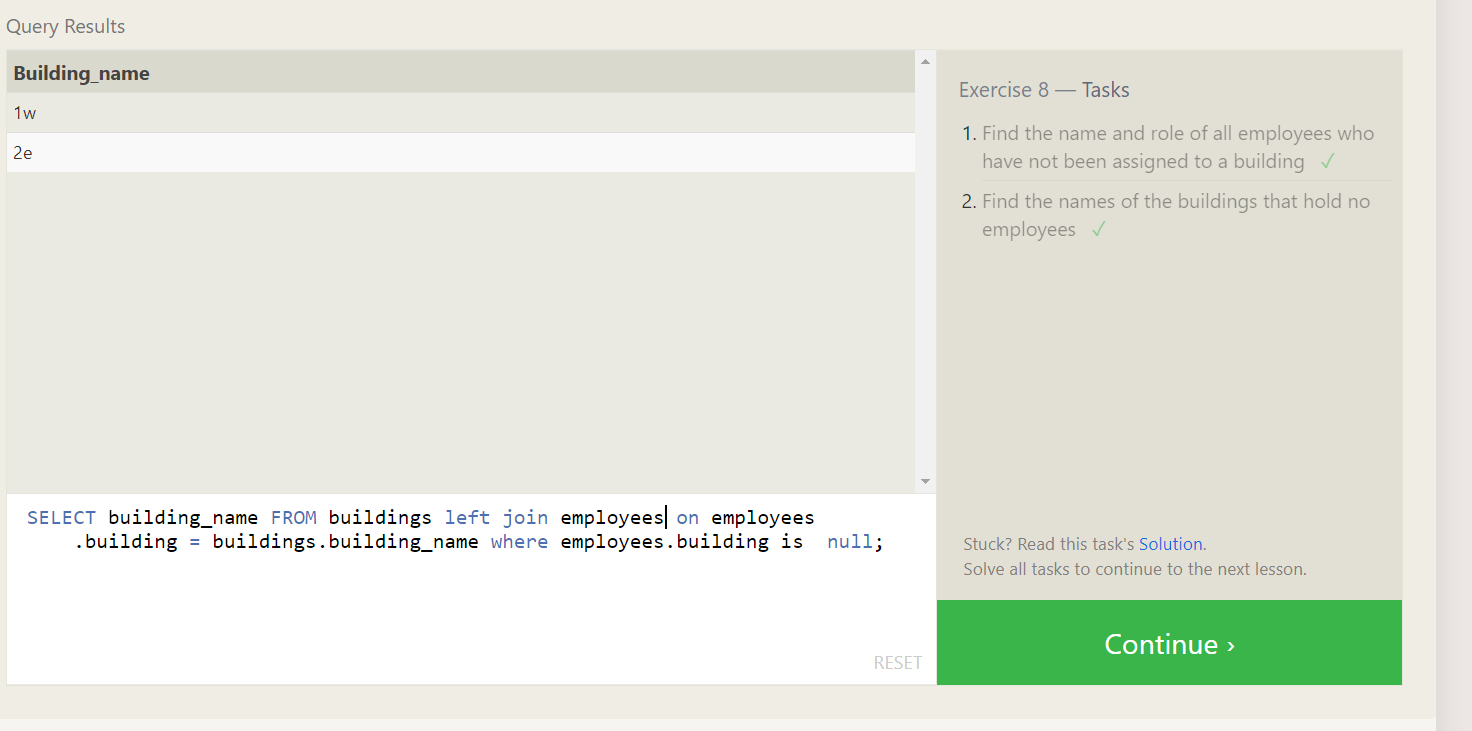 Query Results
Building_name
1w
2e
SELECT building_name FROM buildings left join employees on employees
.building = buildings.building_name where employees.building is  null;
RESET
Exercise 8 — Tasks
1. Find the name and role of all employees who
have not been assigned to a building ✓
2. Find the names of the buildings that hold no
employees ✓
Stuck? Read this task's Solution.
Solve all tasks to continue to the next lesson.
Continue ›